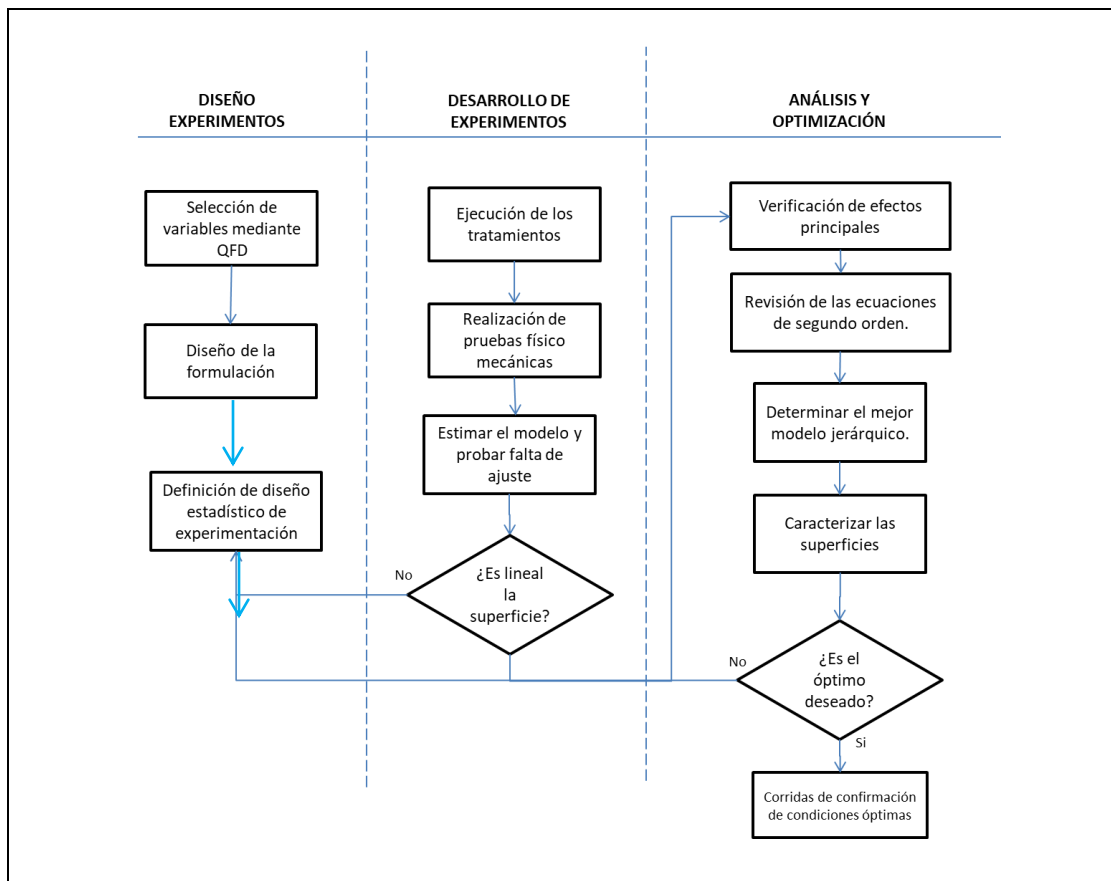 DISEÑO
EXPERIMENTOS
Selección de
variables mediante
QFD
Diseño de la
formulación
Definición de diseño
estadístico de
experimentación
DESARROLLO DE
EXPERIMENTOS
Ejecución de los
tratamientos
Realización de
pruebas físico
mecánicas
Estimar el modelo y
probar falta de
ajuste
No
¿Es lineal
la
superficie?
ANÁLISIS Y
OPTIMIZACIÓN
Verificación de efectos
principales
Revisión de las ecuaciones
de segundo orden.
Determinar el mejor
modelo jerárquico.
Caracterizar las
superficies
No
¿Es el
óptimo
deseado?
Si
Corridas de confirmación
de condiciones óptimas